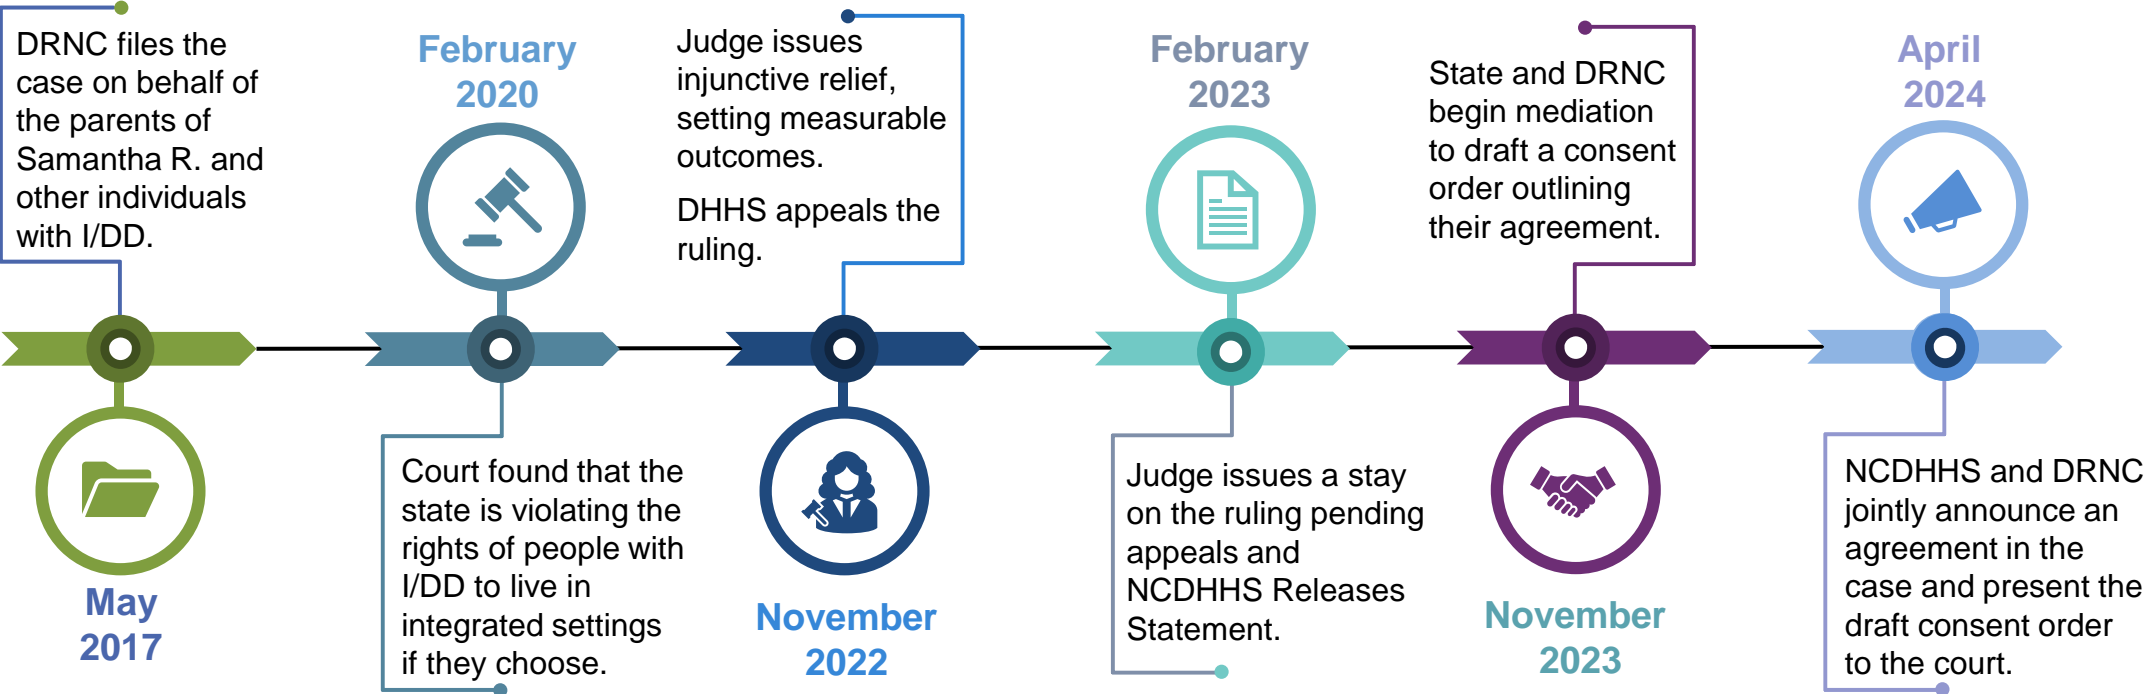 DRNC files the
case on behalf of
the parents of
Samantha R. and
other individuals
with I/DD.
May
2017
February
2020
Court found that the
state is violating the
rights of people with
I/DD to live in
integrated settings
if they choose.
Judge issues
injunctive relief,
setting measurable
outcomes.
DHHS appeals the
ruling.
November
2022
February
2023
Judge issues a stay
on the ruling pending
appeals and
NCDHHS Releases
Statement.
State and DRNC
begin mediation
to draft a consent
order outlining
their agreement.
November
2023
April
2024
NCDHHS and DRNC
jointly announce an
agreement in the
case and present the
draft consent order
to the court.